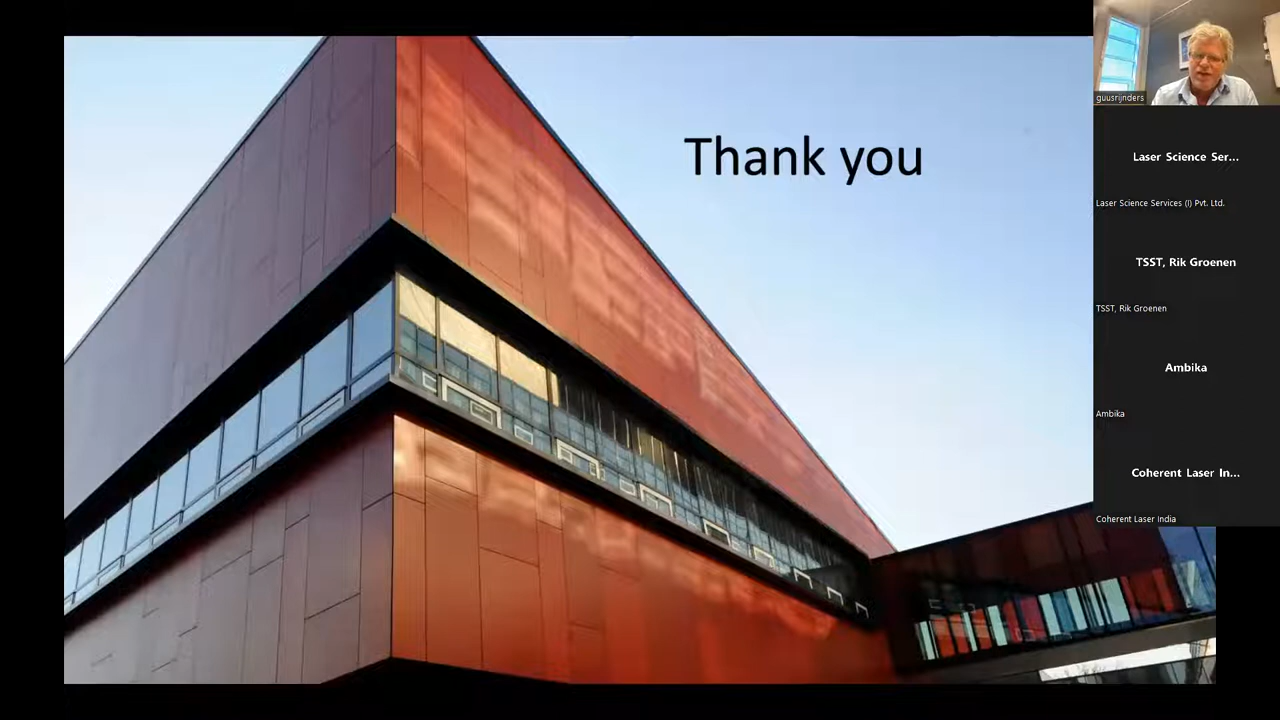 Thank you
guusrijnders
Laser Science Ser...
Laser Science Services (I) Pvt. Ltd.
TSST, Rik Groenen
TSST, Rik Groenen
Ambika
Ambika
Coherent Laser In...
Coherent Laser India